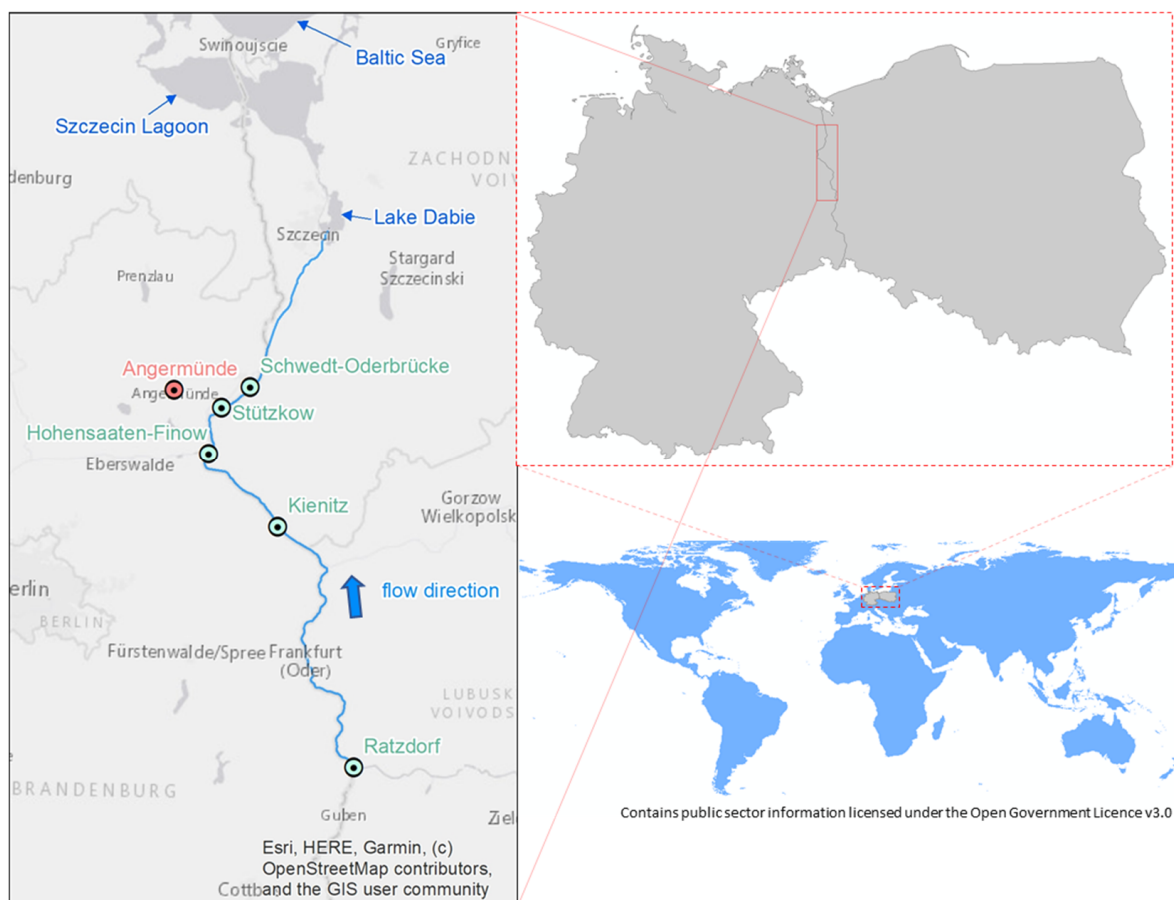 Baltic Sea
Swinoujscie
Gryfice
Szczecin Lagoon
ZACHODN
VOIV
denburg
Lake Dabie
Szczecin
Stargard
Szczecinski
Prenzlau
Angermünde
Schwedt-Oderbrücke
Angermünde
Stützkow
Hohensaaten-Finow
Eberswalde
Kienitz
Gorzow
Wielkopolsk
erlin
BERLIN
flow direction
Fürstenwalde/Spree
Frankfurt
(Oder)
LUBUSK
VOIVODS
Ratzdorf
BRANDENBURG
Guben
Ziel
Esri, HERE, Garmin, (c)
OpenStreetMap contributors,
Cottb
and the GIS user community
Contains public sector information licensed under the Open Government Licence v3.0